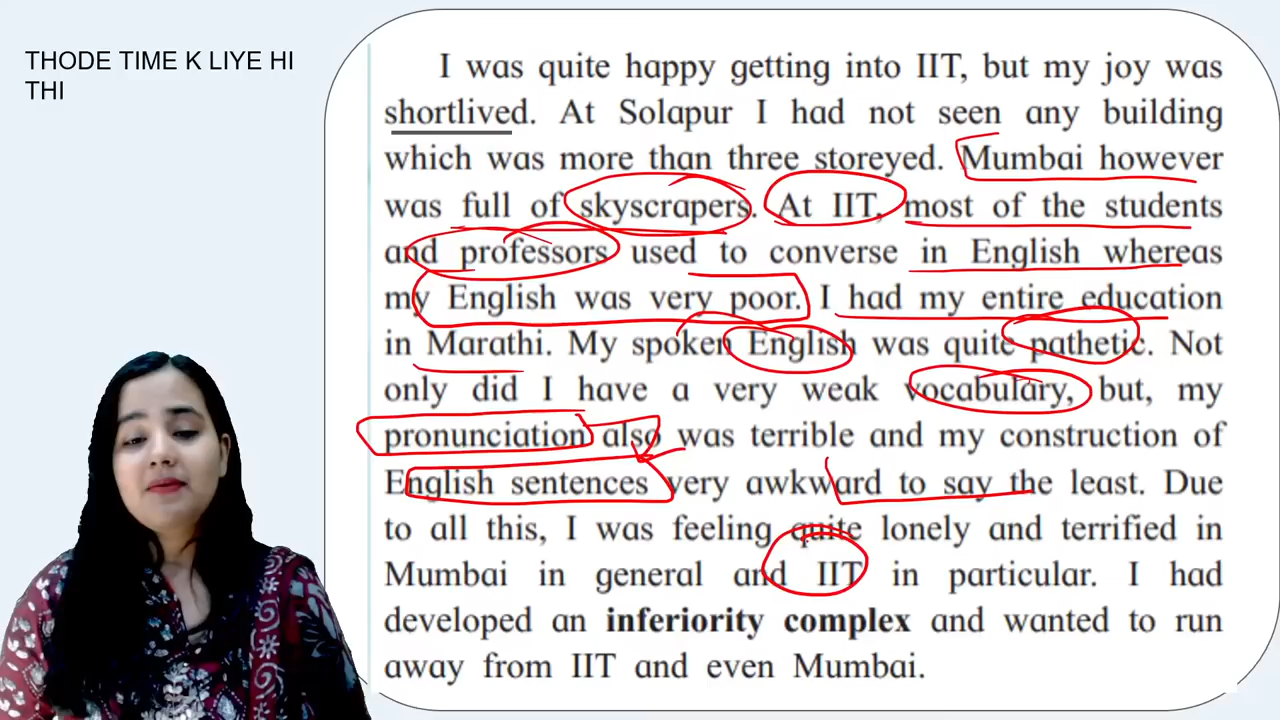 THODE TIME K LIYE HI
THI
I was quite happy getting into IIT, but my joy was
shortlived. At Solapur I had not seen any building
which was more than three storeyed. Mumbai however
was full of skyscrapers. At IIT, most of the students
and professors used to converse in English whereas
my English was very poor. I had my entire education
in Marathi. My spoken English was quite pathetic. Not
only did I have a very weak vocabulary, but, my
pronunciation also was terrible and my construction of
English sentences very awkward to say the least. Due
to all this, I was feeling quite lonely and terrified in
Mumbai in general and IIT in particular. I had
developed an inferiority complex and wanted to run
away from IIT and even Mumbai.